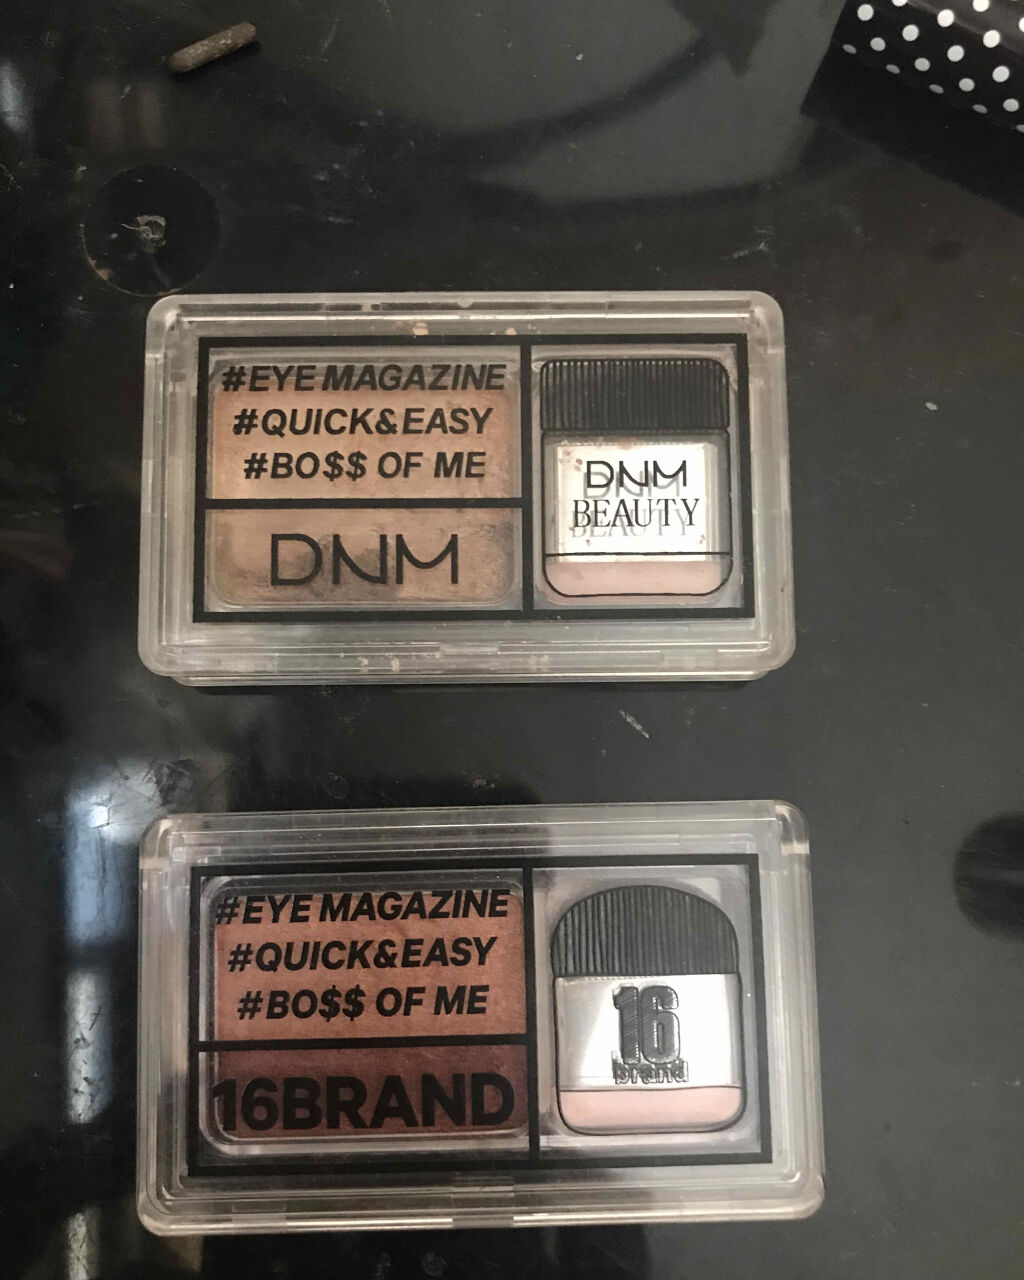 #EYE MAGAZINE
#QUICK&EASY
#BO$$ OF ME
DNM
DNM
BEAUTY
#EYE MAGAZINE
#QUICK&EASY
#BO$$ OF ME
16BRAND
16
brand